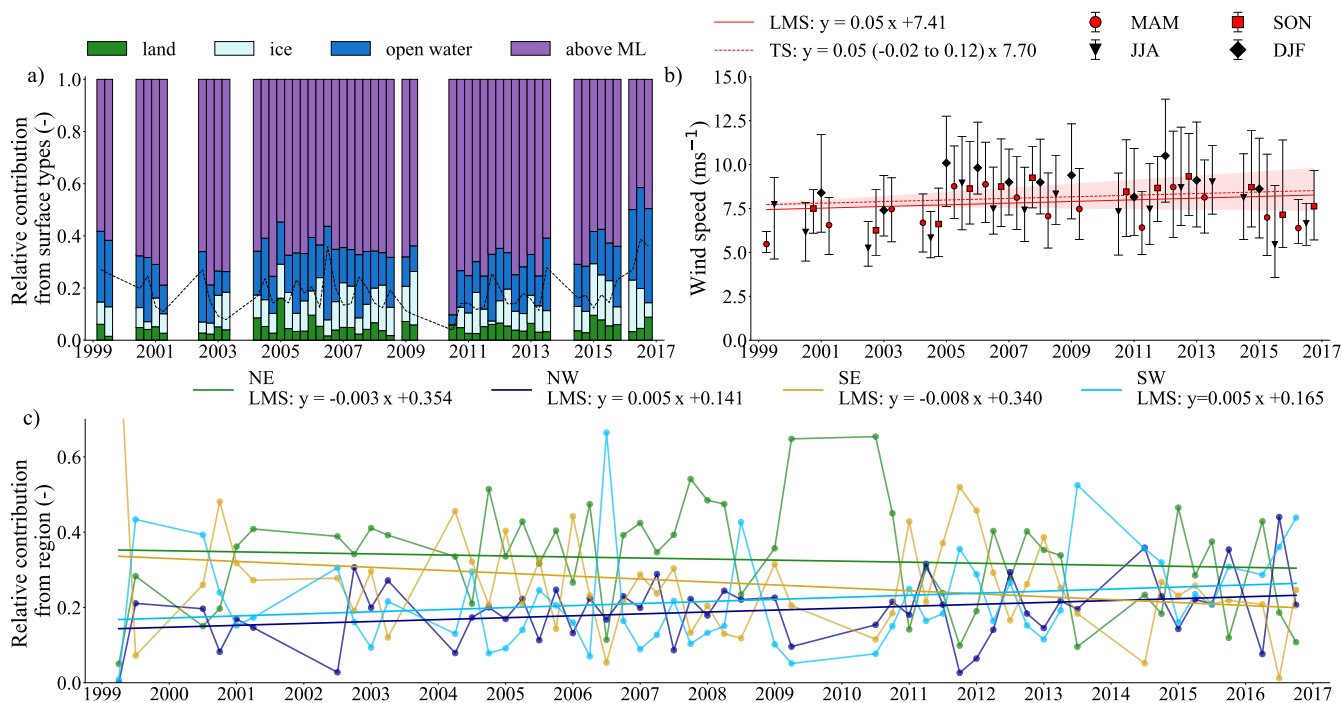 LMS: y = 0.05 x +7.41
MAM
SON
TS: y = 0.05 (-0.02 to 0.12) x 7.70
JJA
DJF
land
ice
open water
above ML
a)
1.0
0.8
0.6
0.4
0.2
0.0
Relative contribution
from surface types (-)
1999
2001
2003
2005
2007
2009
2011
2013
2015
2017
b)
15.0
12.5
10.0
7.5
5.0
2.5
0.0
Wind speed (ms⁻¹)
1999
2001
2003
2005
2007
2009
2011
2013
2015
2017
NE
LMS: y = -0.003 x +0.354
NW
LMS: y = 0.005 x +0.141
SE
LMS: y = -0.008 x +0.340
SW
LMS: y=0.005 x +0.165
c)
0.6
0.4
0.2
0.0
Relative contribution
from region (-)
1999
2000
2001
2002
2003
2004
2005
2006
2007
2008
2009
2010
2011
2012
2013
2014
2015
2016
2017